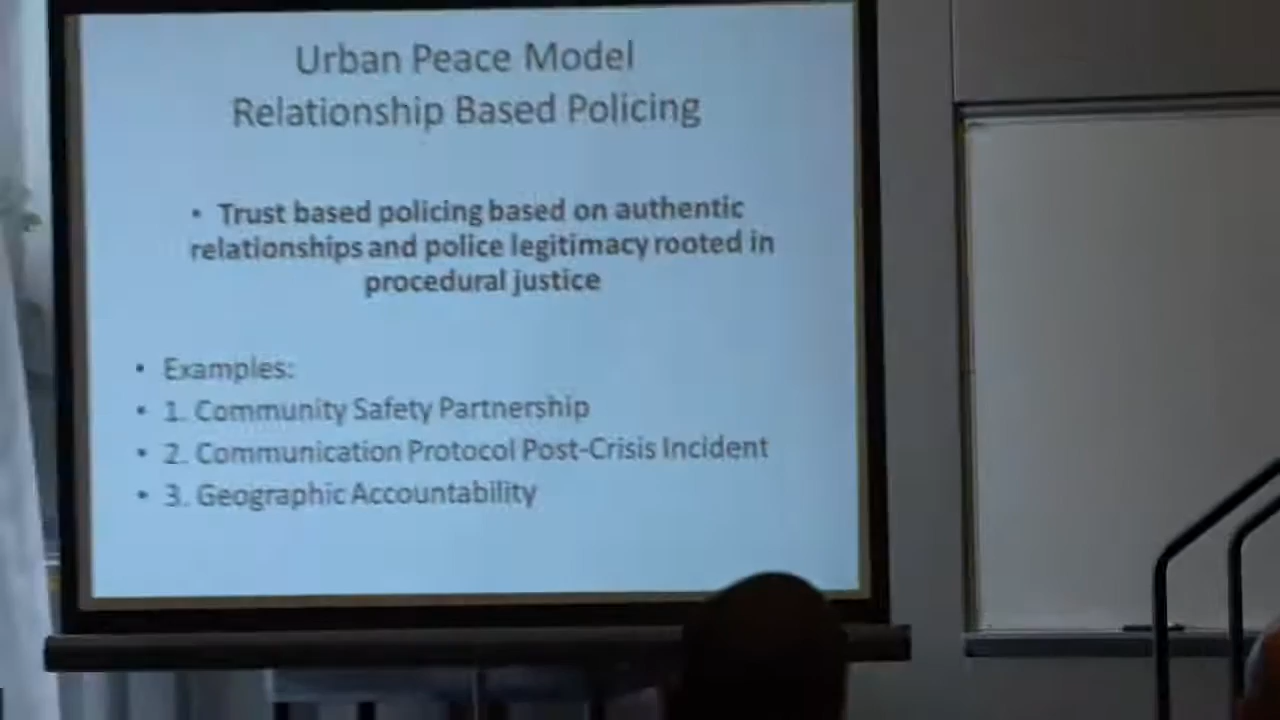 Urban Peace Model
Relationship Based Policing
• Trust based policing based on authentic
relationships and police legitimacy rooted in
procedural justice
• Examples:
• 1. Community Safety Partnership
• 2. Communication Protocol Post-Crisis Incident
• 3. Geographic Accountability